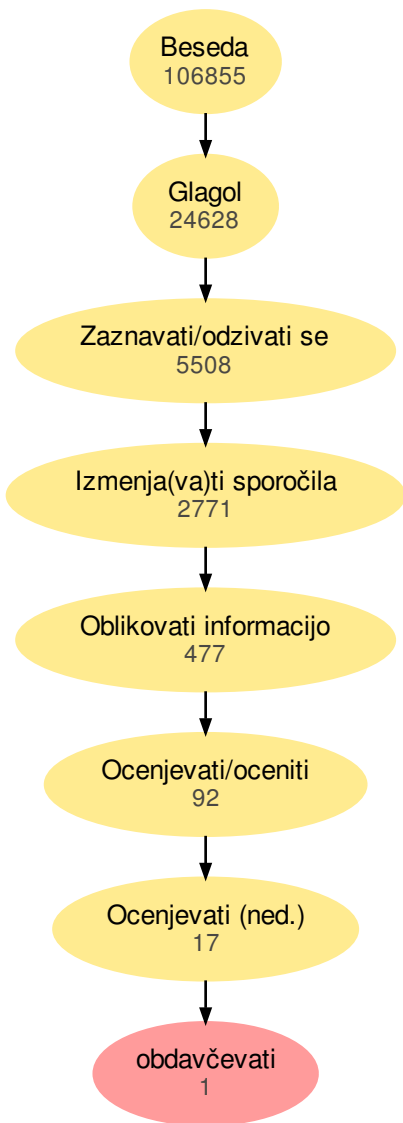 Beseda
106855
Glagol
24628
Zaznavati/odzivati se
5508
Izmenja(va)ti sporočila
2771
Oblikovati informacijo
477
Ocenjevati/oceniti
92
Ocenjevati (ned.)
17
obdavčevati
1